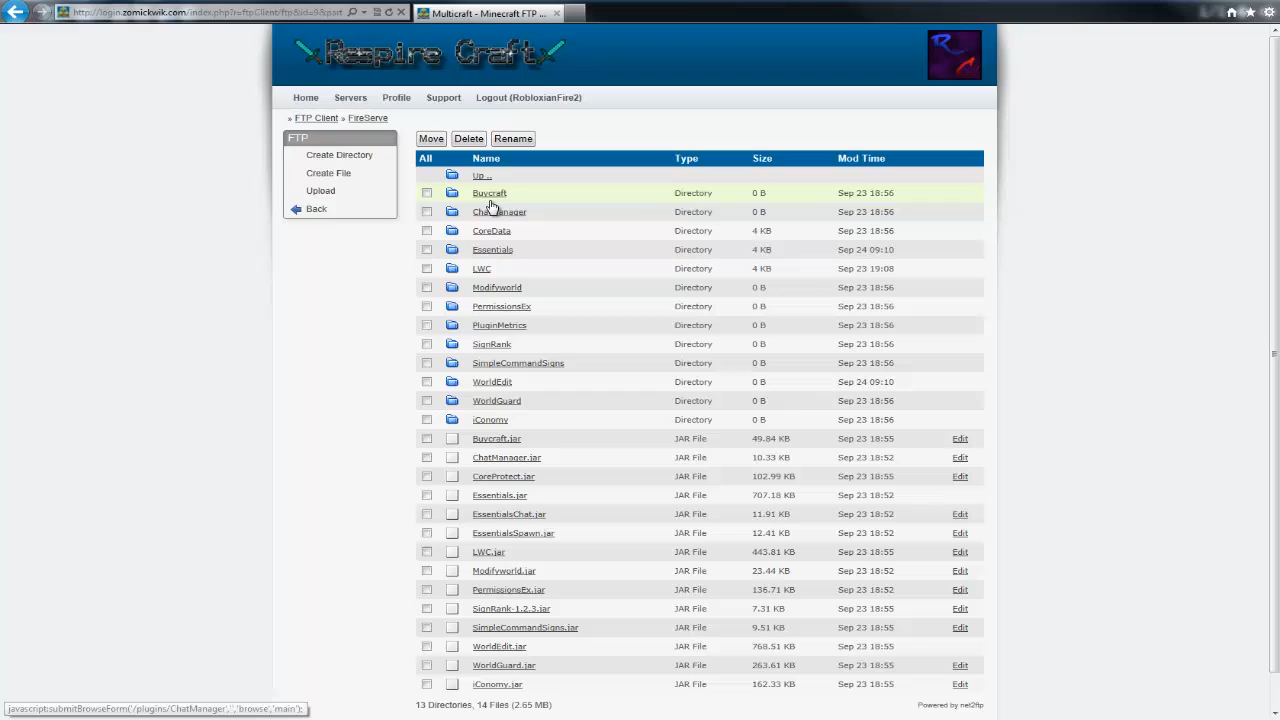 http://login.zomickwik.com/index.php?r=ftpClient/ftp&id=9&part
Multicraft - Minecraft FTP ...
Respire Craft
R
Home Servers Profile Support Logout (RobloxianFire2)
» FTP Client » FireServe
FTP
Create Directory
Create File
Upload
Back
Move Delete Rename
All Name Type Size Mod Time
Up ..
Buycraft Directory 0 B Sep 23 18:56
ChatManager Directory 0 B Sep 23 18:56
CoreData Directory 4 KB Sep 23 18:56
Essentials Directory 4 KB Sep 24 09:10
LWC Directory 4 KB Sep 23 19:08
Modifyworld Directory 0 B Sep 23 18:56
PermissionsEx Directory 0 B Sep 23 18:56
PluginMetrics Directory 0 B Sep 23 18:56
SignRank Directory 0 B Sep 23 18:56
SimpleCommandSigns Directory 0 B Sep 23 18:56
WorldEdit Directory 0 B Sep 24 09:10
WorldGuard Directory 0 B Sep 23 18:56
iConomy Directory 0 B Sep 23 18:56
Buycraft.jar JAR File 49.84 KB Sep 23 18:55 Edit
ChatManager.jar JAR File 10.33 KB Sep 23 18:52 Edit
CoreProtect.jar JAR File 102.99 KB Sep 23 18:55 Edit
Essentials.jar JAR File 707.18 KB Sep 23 18:52
EssentialsChat.jar JAR File 11.91 KB Sep 23 18:52 Edit
EssentialsSpawn.jar JAR File 12.41 KB Sep 23 18:52 Edit
LWC.jar JAR File 443.81 KB Sep 23 18:55 Edit
Modifyworld.jar JAR File 23.44 KB Sep 23 18:52 Edit
PermissionsEx.jar JAR File 136.71 KB Sep 23 18:52 Edit
SignRank-1.2.3.jar JAR File 7.31 KB Sep 23 18:55 Edit
SimpleCommandSigns.jar JAR File 9.51 KB Sep 23 18:55 Edit
WorldEdit.jar JAR File 768.51 KB Sep 23 18:55
WorldGuard.jar JAR File 263.61 KB Sep 23 18:55 Edit
iConomy.jar JAR File 162.33 KB Sep 23 18:55 Edit
13 Directories, 14 Files (2.65 MB) Powered by net2ftp
javascript:submitBrowseForm('/plugins/ChatManager','','browse','main');